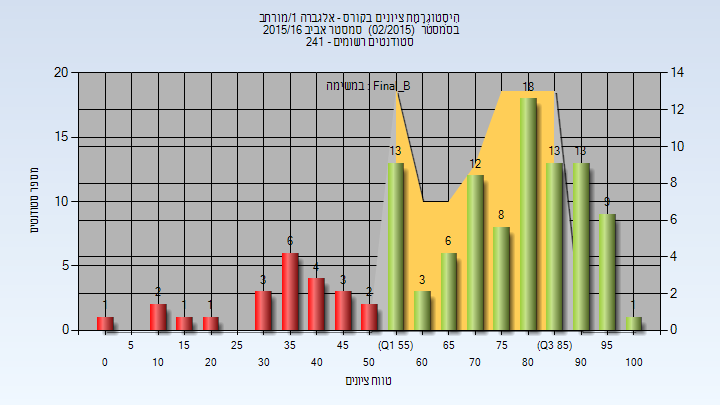 היסטוגרמת ציונים בקורס - אלגברה 1/מורחב
בסמסטר (02/2015) סמסטר אביב 2015/16
סטודנטים רשומים - 241
במשימה : Final_B
מספר סטודנטים
20
15
10
5
0
14
12
10
8
6
4
2
0
1 2 1 1 3 6 4 3 2 13 3 6 12 8 18 13 13 9 1
5 15 25 35 45 (Q1 55) 65 75 (Q3 85) 95
0 10 20 30 40 50 60 70 80 90 100
טווח ציונים